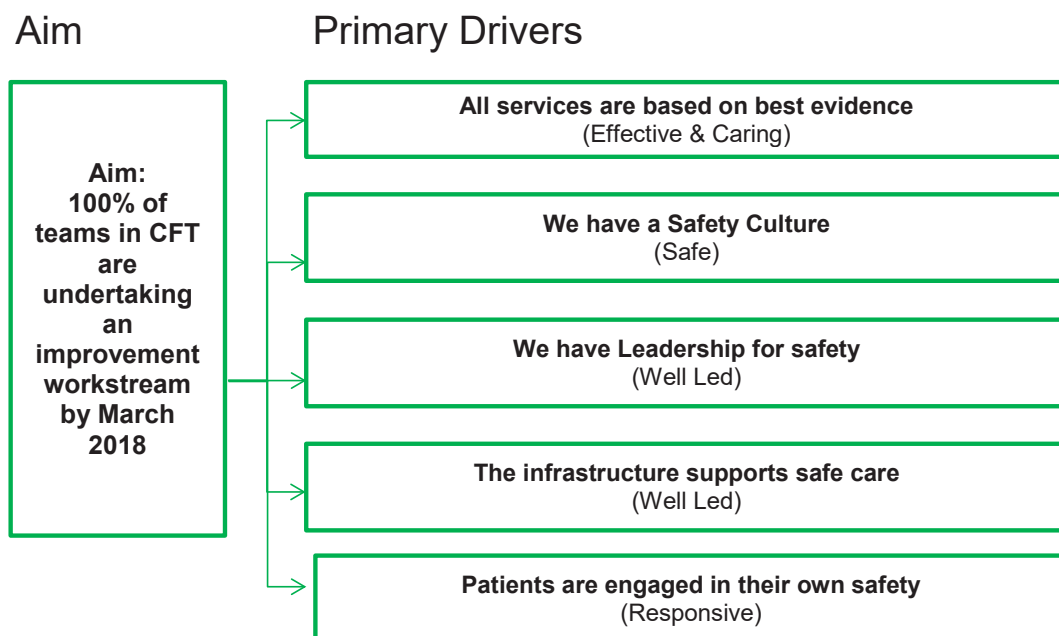 Aim
Primary Drivers
Aim:
100% of
teams in CFT
are
undertaking
an
improvement
workstream
by March
2018
All services are based on best evidence
(Effective & Caring)
We have a Safety Culture
(Safe)
We have Leadership for safety
(Well Led)
The infrastructure supports safe care
(Well Led)
Patients are engaged in their own safety
(Responsive)